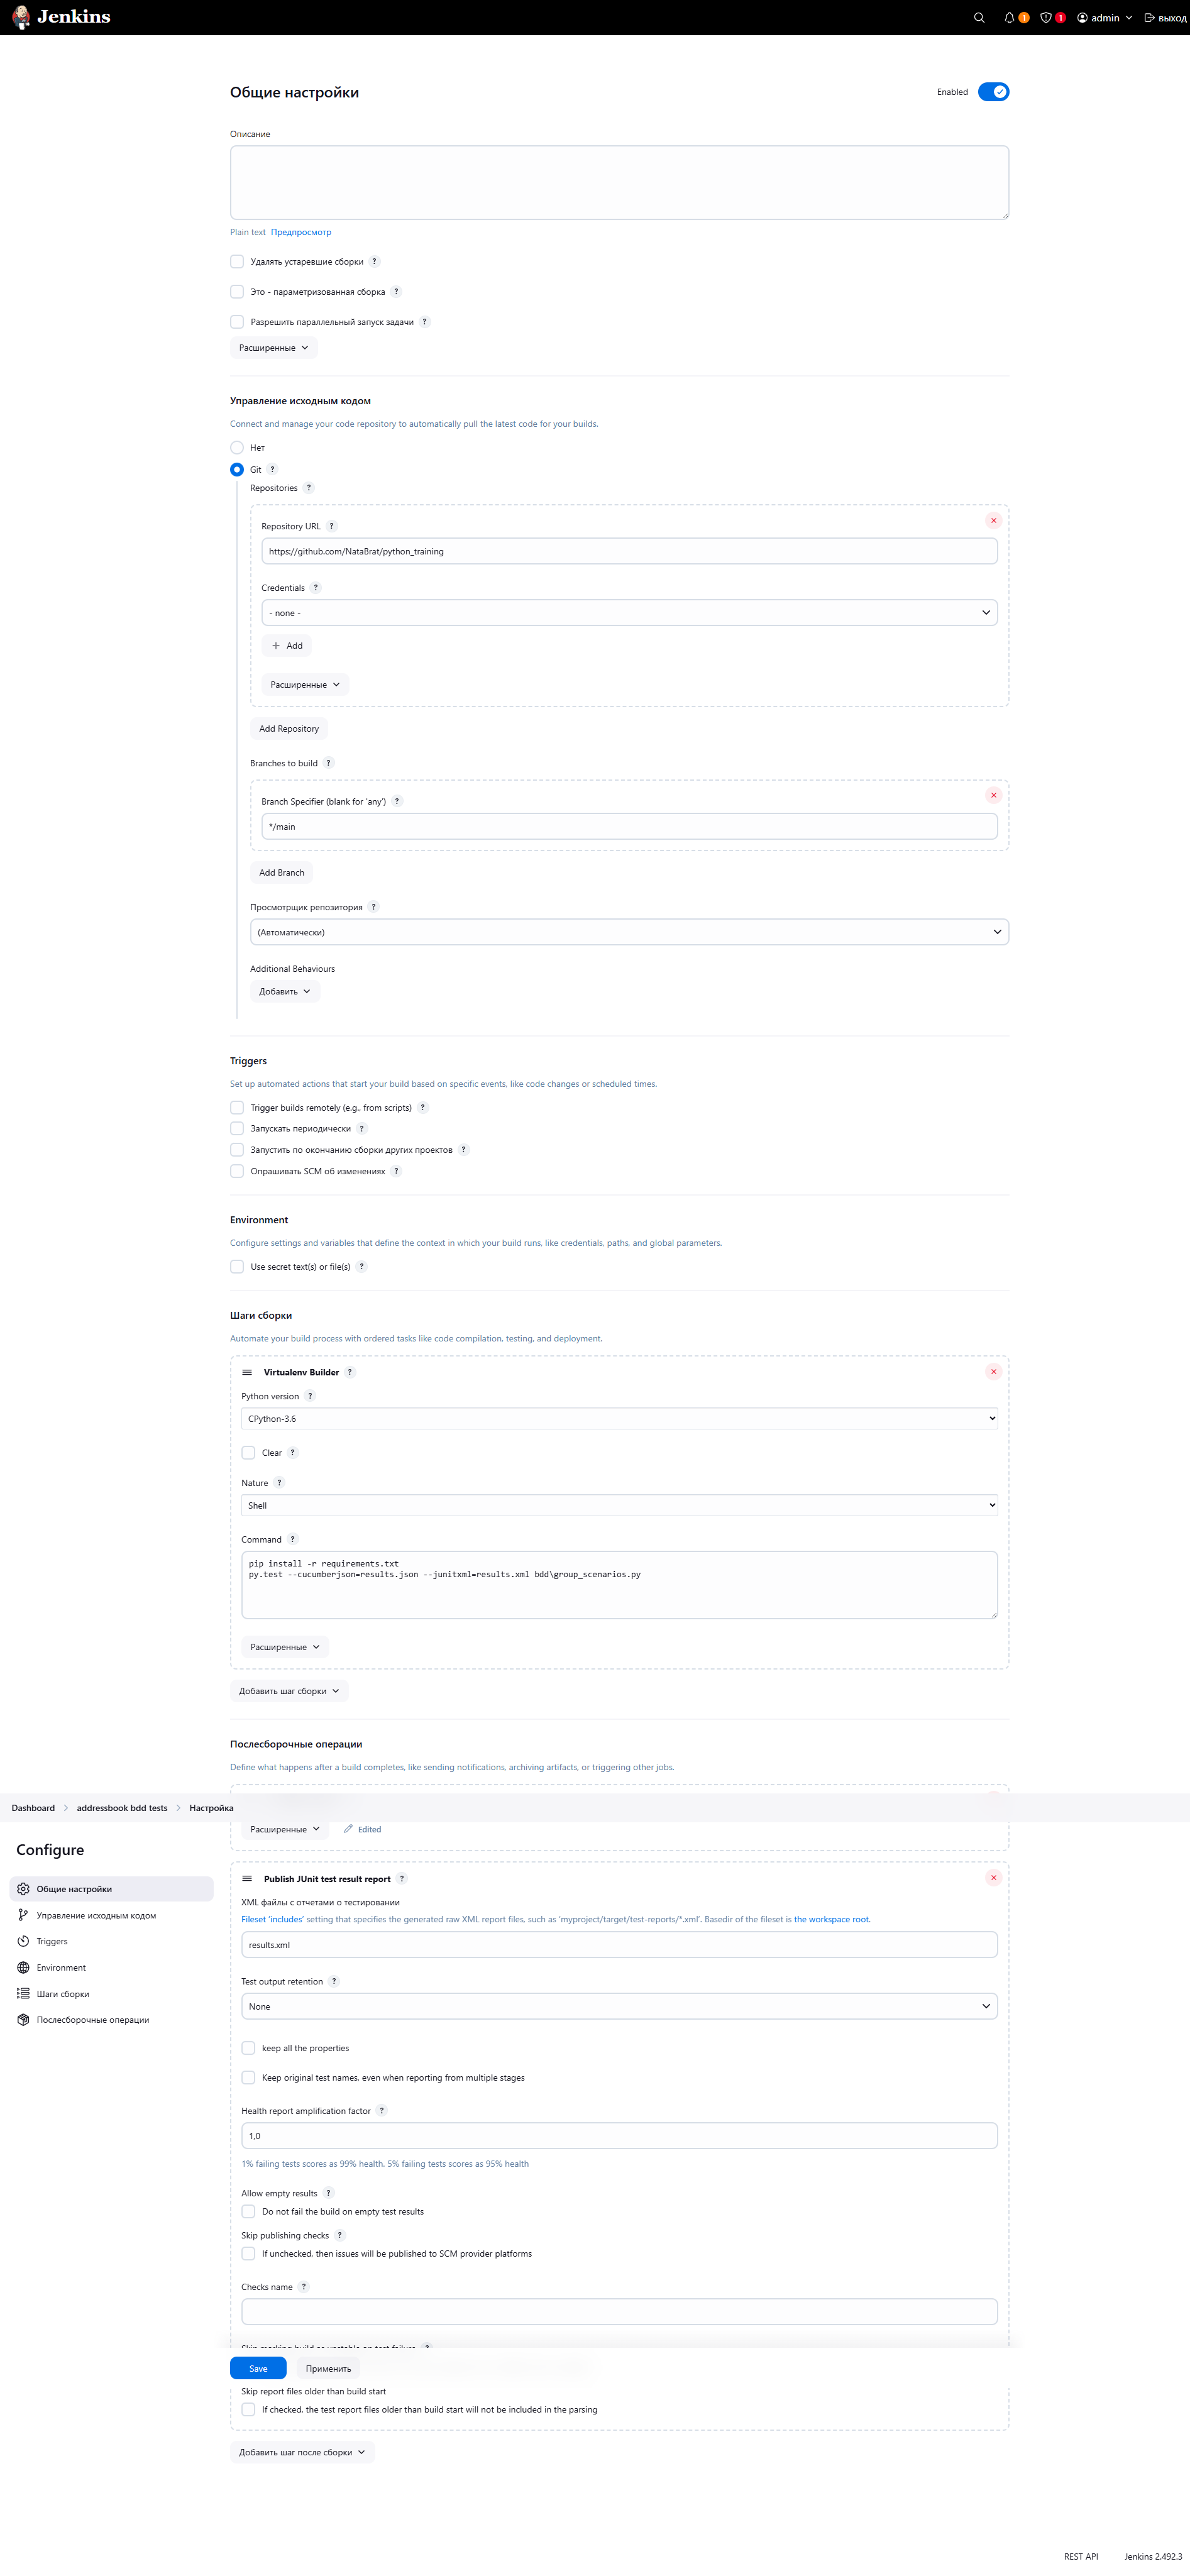 Jenkins
1
1
admin
выход
Общие настройки
Enabled
Описание
Plain text Предпросмотр
Удалять устаревшие сборки ?
Это - параметризованная сборка ?
Разрешить параллельный запуск задачи ?
Расширенные
Управление исходным кодом
Connect and manage your code repository to automatically pull the latest code for your builds.
Нет
Git ?
Repositories ?
Repository URL ?
https://github.com/NataBrat/python_training
Credentials ?
- none -
Add
Расширенные
Add Repository
Branches to build ?
Branch Specifier (blank for 'any') ?
*/main
Add Branch
Просмотрщик репозитория ?
(Автоматически)
Additional Behaviours
Добавить
Triggers
Set up automated actions that start your build based on specific events, like code changes or scheduled times.
Trigger builds remotely (e.g., from scripts) ?
Запускать периодически ?
Запустить по окончанию сборки других проектов ?
Опрашивать SCM об изменениях ?
Environment
Configure settings and variables that define the context in which your build runs, like credentials, paths, and global parameters.
Use secret text(s) or file(s) ?
Шаги сборки
Automate your build process with ordered tasks like code compilation, testing, and deployment.
Virtualenv Builder ?
Python version ?
CPython-3.6
Clear ?
Nature ?
Shell
Command ?
pip install -r requirements.txt
py.test --cucumberjson=results.json --junitxml=results.xml bdd\group_scenarios.py
Расширенные
Добавить шаг сборки
Послесборочные операции
Define what happens after a build completes, like sending notifications, archiving artifacts, or triggering other jobs.
Dashboard
addressbook bdd tests
Настройка
Расширенные
Edited
Configure
Общие настройки
Управление исходным кодом
Triggers
Environment
Шаги сборки
Послесборочные операции
Publish JUnit test result report ?
XML файлы с отчетами о тестировании
Fileset 'includes' setting that specifies the generated raw XML report files, such as 'myproject/target/test-reports/*.xml'. Basedir of the fileset is the workspace root.
results.xml
Test output retention ?
None
keep all the properties
Keep original test names, even when reporting from multiple stages
Health report amplification factor ?
1.0
1% failing tests scores as 99% health. 5% failing tests scores as 95% health
Allow empty results ?
Do not fail the build on empty test results
Skip publishing checks ?
If unchecked, then issues will be published to SCM provider platforms
Checks name ?
Save
Применить
Skip report files older than build start
If checked, the test report files older than build start will not be included in the parsing
Добавить шаг после сборки
REST API
Jenkins 2.492.3